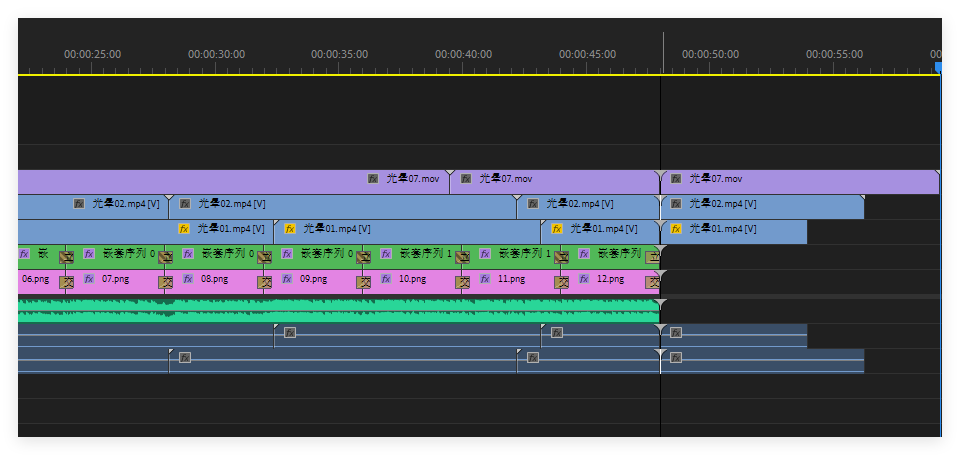 00:00:25:00 00:00:30:00 00:00:35:00 00:00:40:00 00:00:45:00 00:00:50:00 00:00:55:00 00
fx 光晕07.mov fx 光晕07.mov fx 光晕07.mov
fx 光晕02.mp4 [V] fx 光晕02.mp4 [V] fx 光晕02.mp4 [V] fx 光晕02.mp4 [V]
fx 光晕01.mp4 [V] fx 光晕01.mp4 [V] fx 光晕01.mp4 [V] fx 光晕01.mp4 [V]
fx 嵌 fx 嵌套序列 0 fx 嵌套序列 0 fx 嵌套序列 0 fx 嵌套序列 1 fx 嵌套序列 1 fx 嵌套序列
06.png fx 07.png fx 08.png fx 09.png fx 10.png fx 11.png fx 12.png
fx fx fx
fx fx fx